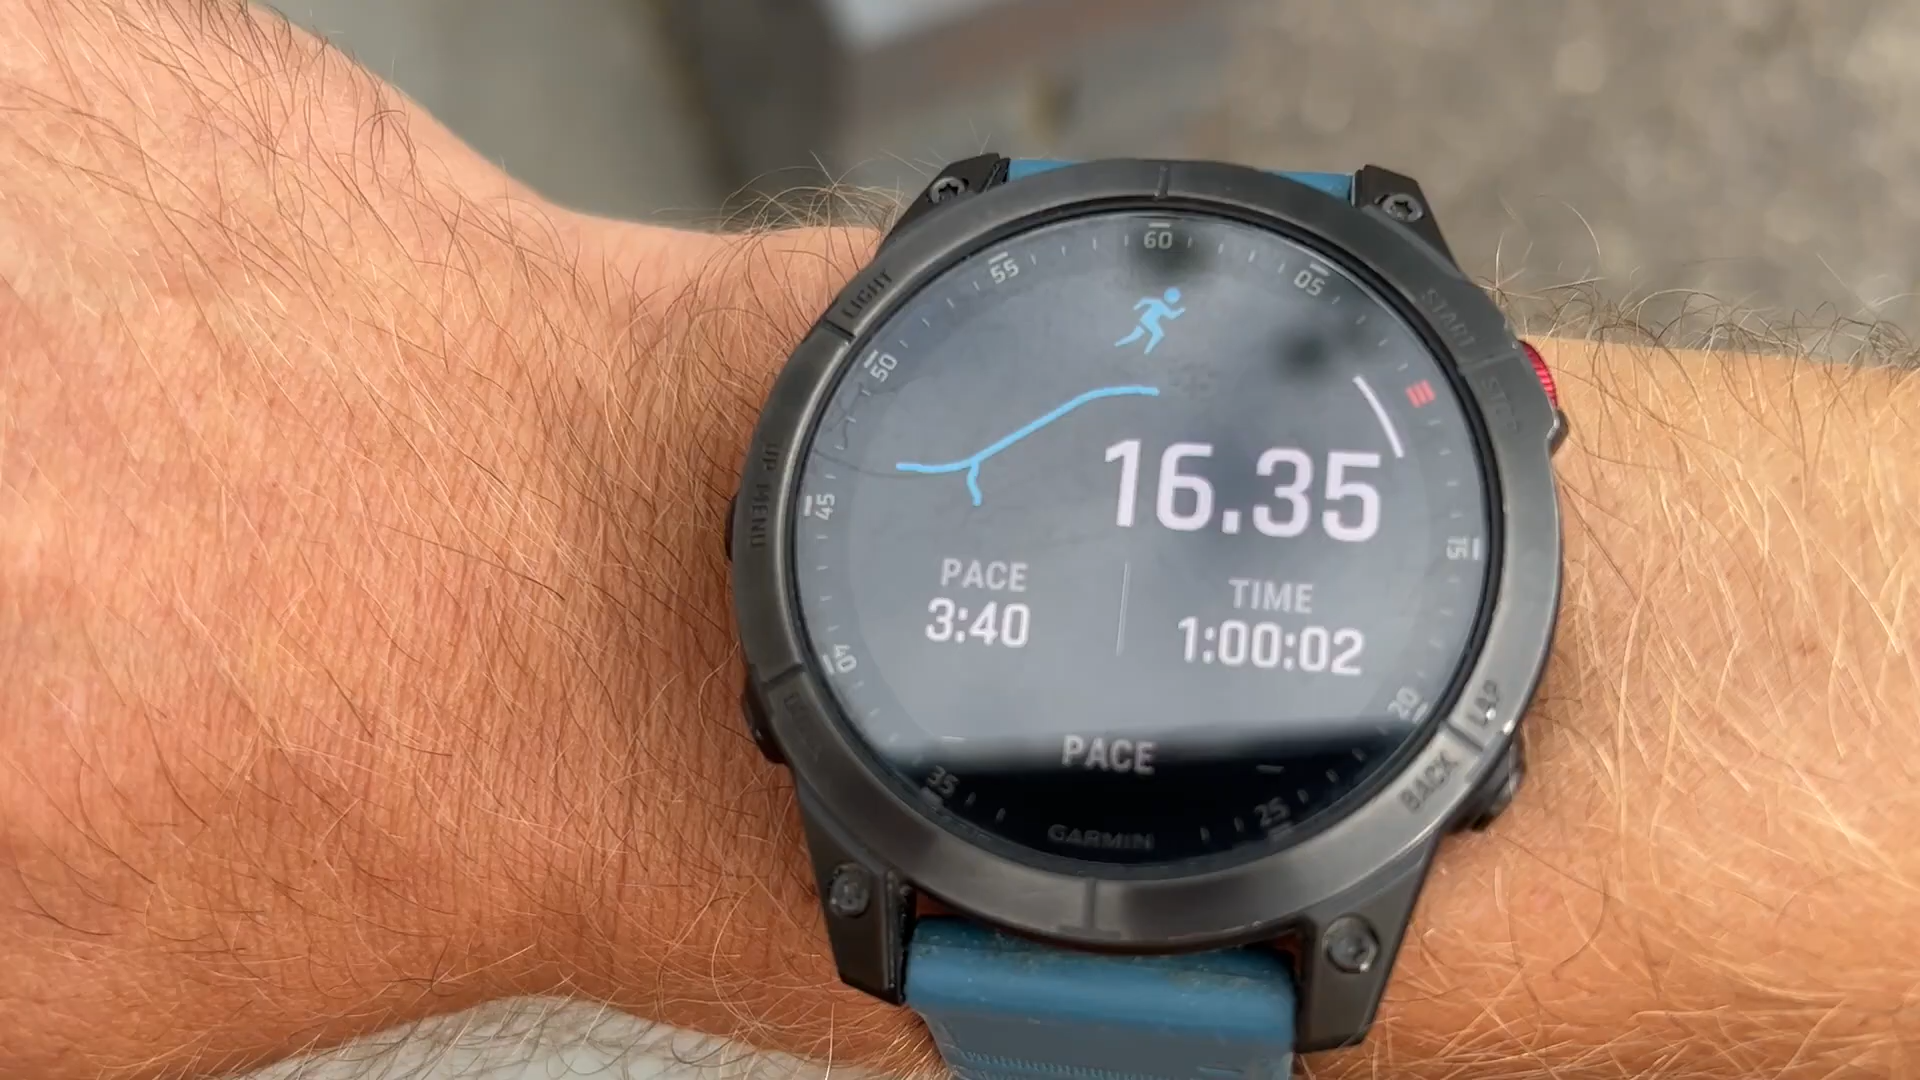 60
55
05
50
45
15
40
20
35
25
16.35
PACE
3:40
TIME
1:00:02
PACE
GARMIN
LIGHT
UP MENU
START
STOP
BACK
LAP